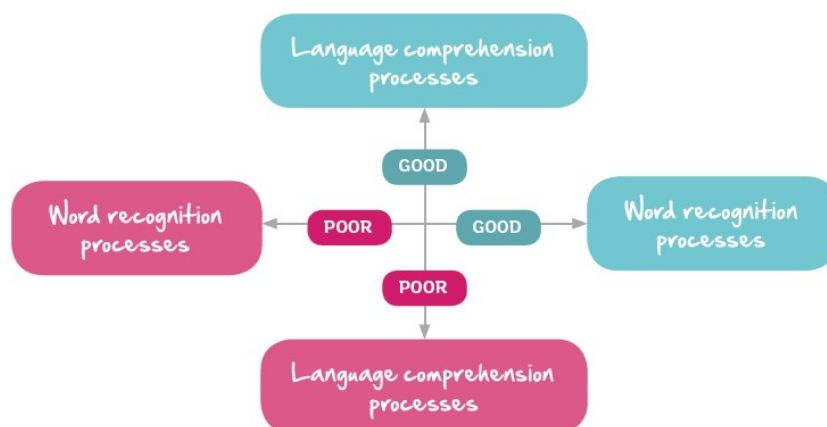 Language comprehension
processes
GOOD
Word recognition
processes
POOR
GOOD
Word recognition
processes
POOR
Language comprehension
processes